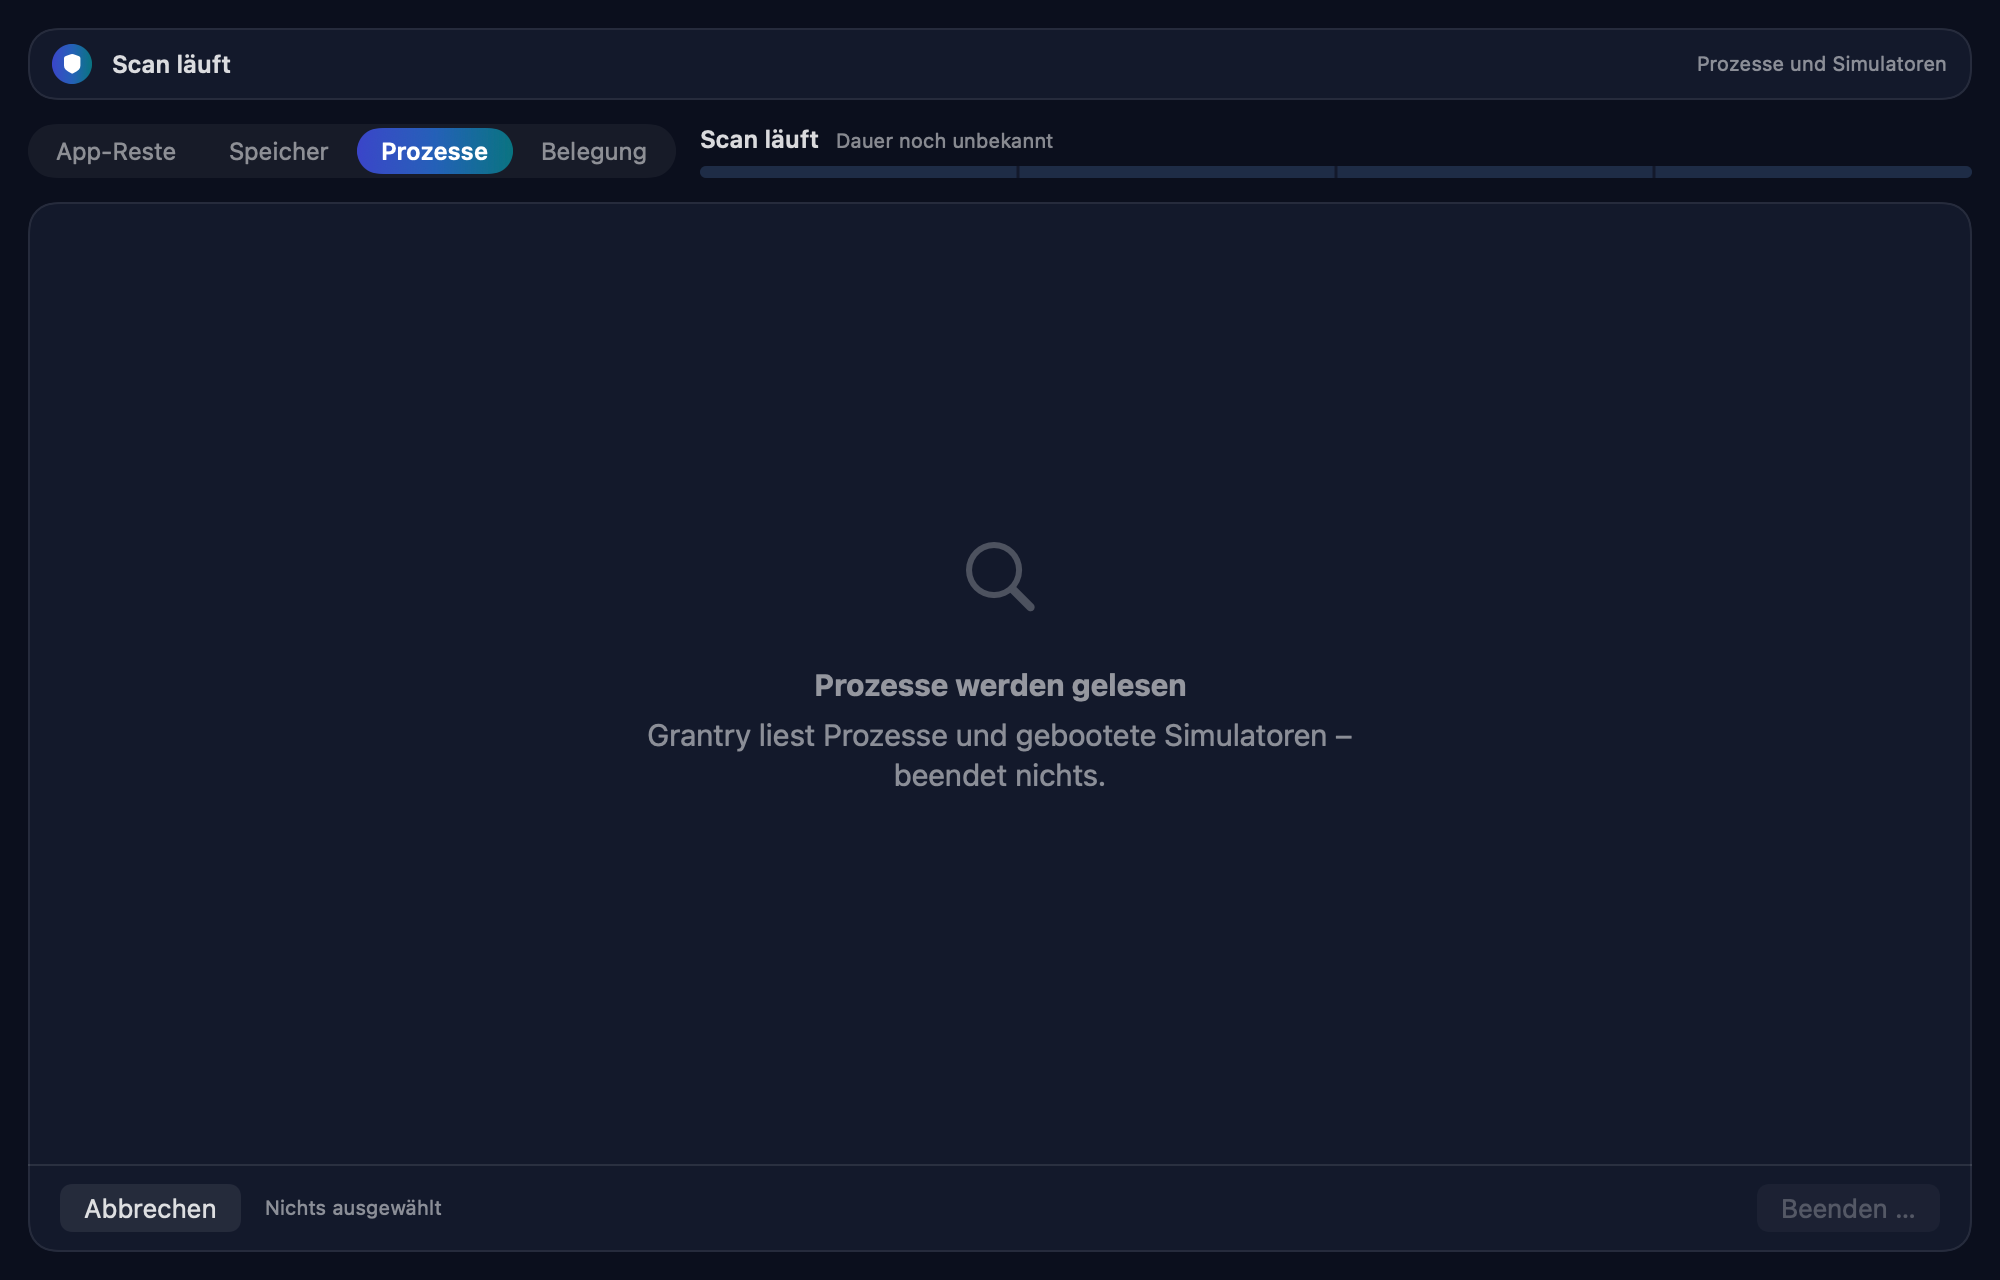 Scan läuft
Prozesse und Simulatoren
App-Reste
Speicher
Prozesse
Belegung
Scan läuft Dauer noch unbekannt
Prozesse werden gelesen
Grantry liest Prozesse und gebootete Simulatoren –
beendet nichts.
Abbrechen
Nichts ausgewählt
Beenden ...